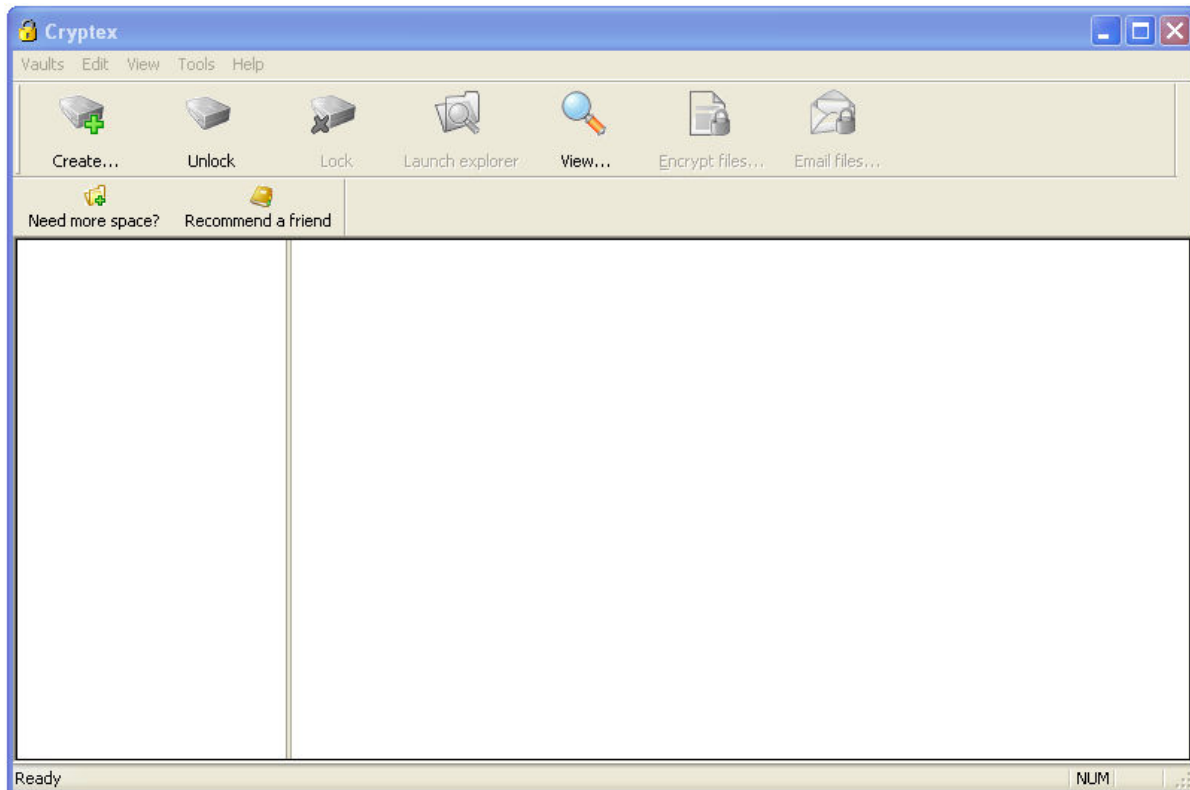 Cryptex
Vaults Edit View Tools Help
Create... Unlock Lock Launch explorer View... Encrypt files... Email files...
Need more space? Recommend a friend
Ready NUM